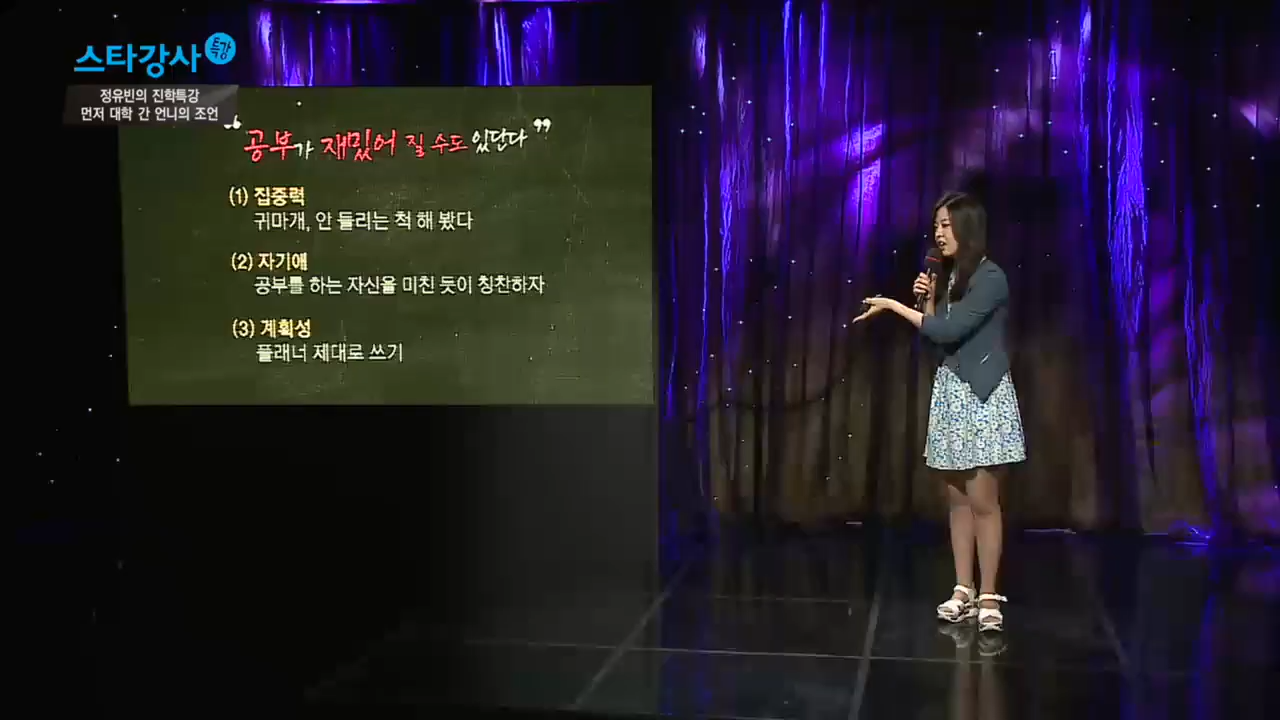 스타강사 특강
정유빈의 진학특강
먼저 대학 간 언니의 조언
“공부가 재밌어 질 수도 있단다”
(1) 집중력
귀마개, 안 들리는 척 해 봤다
(2) 자기애
공부를 하는 자신을 미친 듯이 칭찬하자
(3) 계획성
플래너 제대로 쓰기